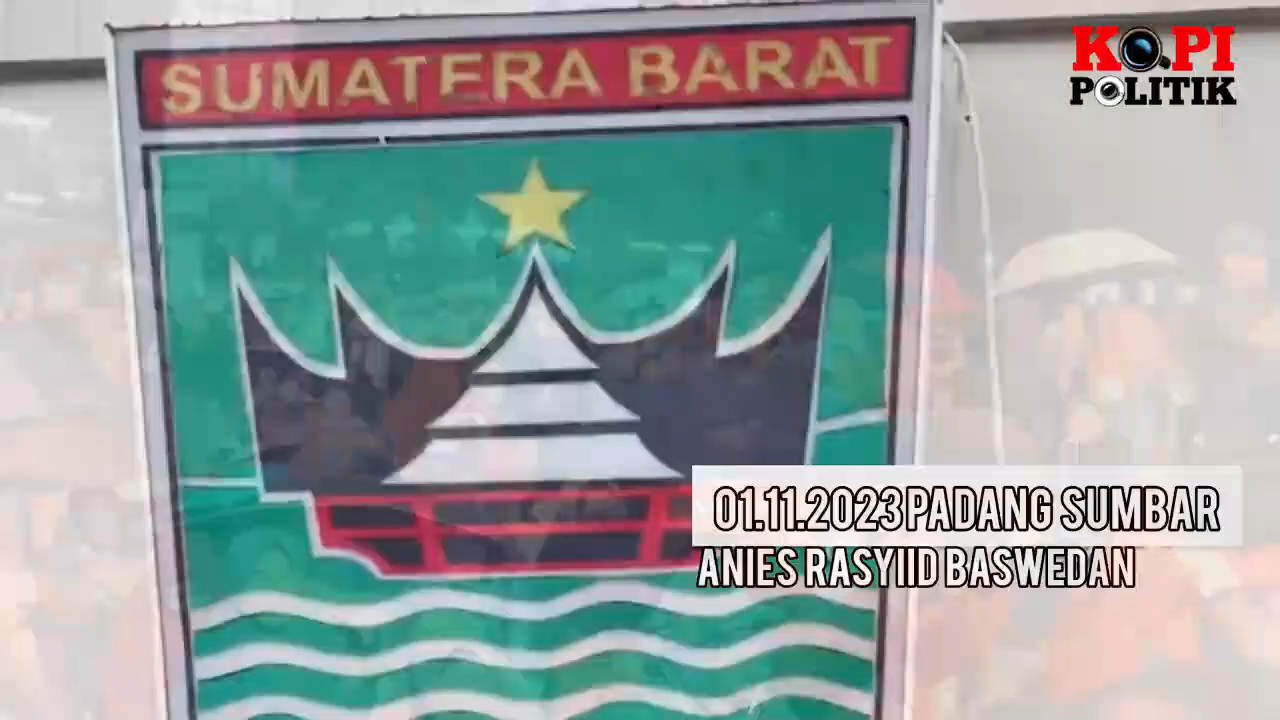 SUMATERA BARAT
KOPI
POLITIK
01.11.2023 PADANG SUMBAR
ANIES RASYIID BASWEDAN